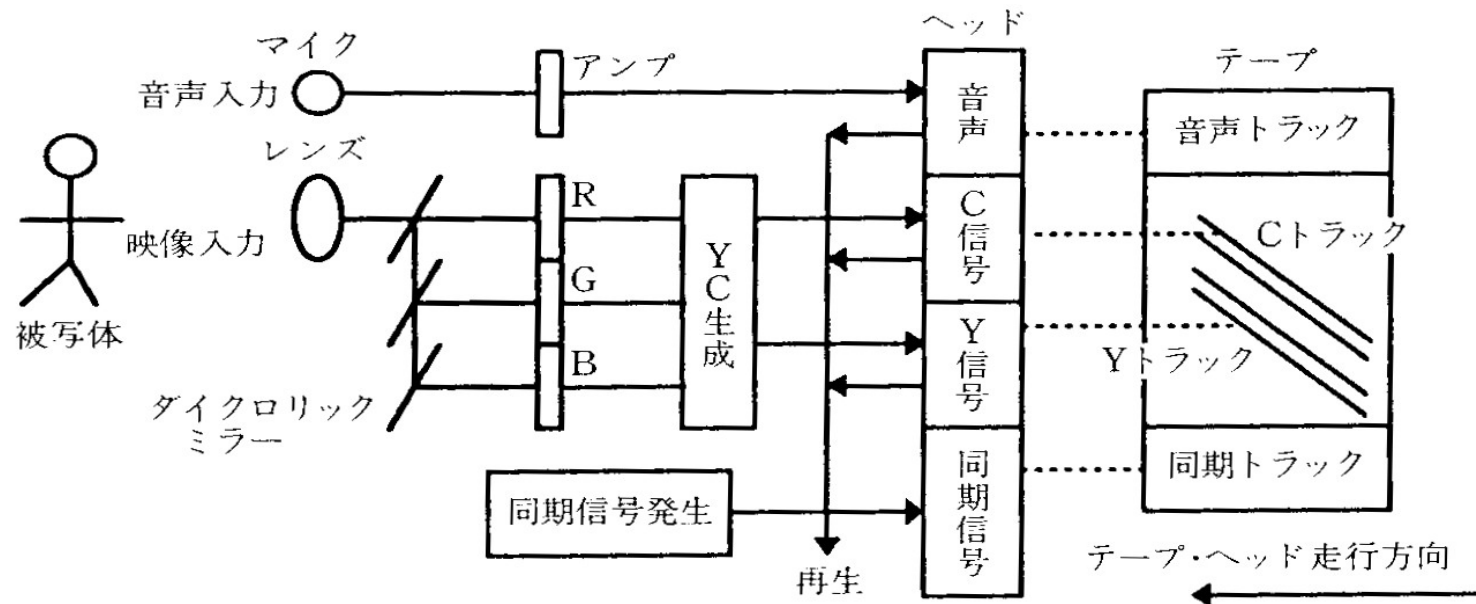 ヘッド
マイク
アンプ
テープ
音声入力
音声
音声トラック
レンズ
R
C信号
Cトラック
映像入力
YC生成
G
Y信号
Yトラック
被写体
B
ダイクロリック
ミラー
同期信号
同期トラック
同期信号発生
再生
テープ・ヘッド走行方向